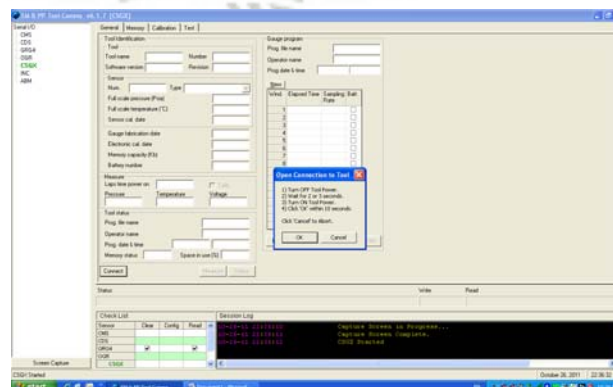 General Memory Calibration Test
Serial I/O
CMS
CDS
GRG4
OGR
CSGX
INC
Tool Identification
Tool
Tool name Number
Software version Revision
Sensor
Num. Type
Full scale pressure (Psia)
Full scale temperature (°C)
Sensor cal. date
Gauge fabrication date
Electronic cal. date
Memory capacity (Kb)
Battery number
Measure
Laps time power on
Pressure Temperature Voltage
Tool status
Prog. file name
Operator name
Prog. date & time
Memory status Space in use (%)
Connect
Gauge program
Prog. file name
Operator name
Prog. date & time
Wind Elapsed Time Sampling Rate Batt
1
2
3
4
5
6
7
8
Open Connection to Tool
1) Turn OFF Tool Power.
2) Wait for 2 or 3 seconds.
3) Turn ON Tool Power.
4) Click 'OK' within 10 seconds.
Click 'Cancel' to Abort.
OK Cancel
Status Write Read
Check List
Sensor Clear Config Read
CMS
CDS
GRG4
OGR
CSGX
Session Log
Capture Screen in Progress...
Capture Screen Complete.
CSGX Started
Screen Capture
CSGX Started
October 26, 2011
start